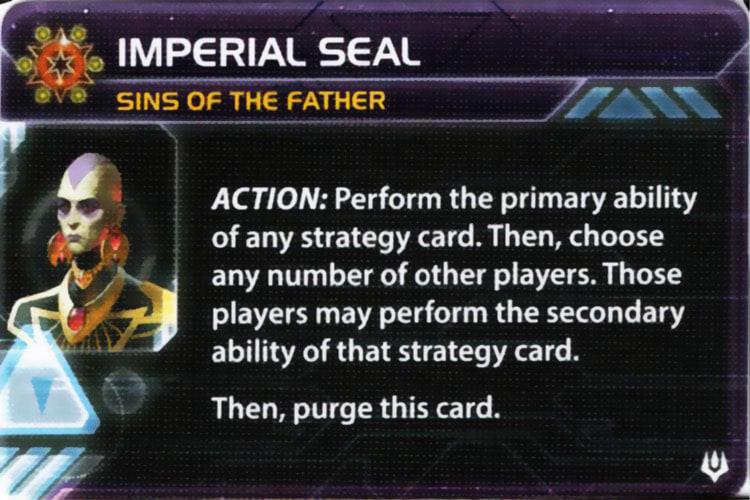 IMPERIAL SEAL
SINS OF THE FATHER
ACTION: Perform the primary ability
of any strategy card. Then, choose
any number of other players. Those
players may perform the secondary
ability of that strategy card.
Then, purge this card.